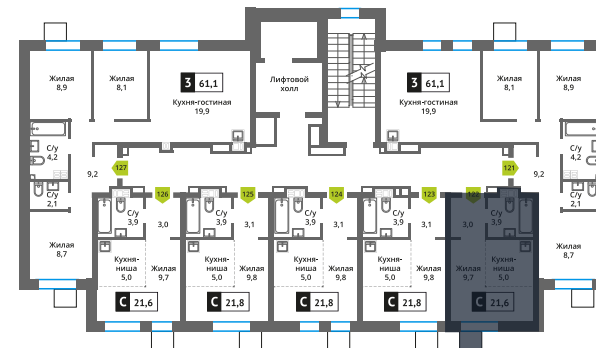 3 61,1
3 61,1
Жилая
8,9
Жилая
8,1
Кухня-гостиная
19,9
Лифтовой
холл
Кухня-гостиная
19,9
Жилая
8,1
Жилая
8,9
С/у
4,2
С/у
4,2
127
121
9,2
9,2
С/у
2,1
С/у
2,1
126
125
124
123
122
С/у
3,9
3,0
С/у
3,9
3,1
С/у
3,9
3,1
С/у
3,9
3,1
3,0
С/у
3,9
Жилая
8,7
Жилая
8,7
Кухня-
ниша
5,0
Жилая
9,7
Кухня-
ниша
5,0
Жилая
9,8
Кухня-
ниша
5,0
Жилая
9,8
Кухня-
ниша
5,0
Жилая
9,8
Жилая
9,7
Кухня-
ниша
5,0
С 21,6
С 21,8
С 21,8
С 21,8
С 21,6